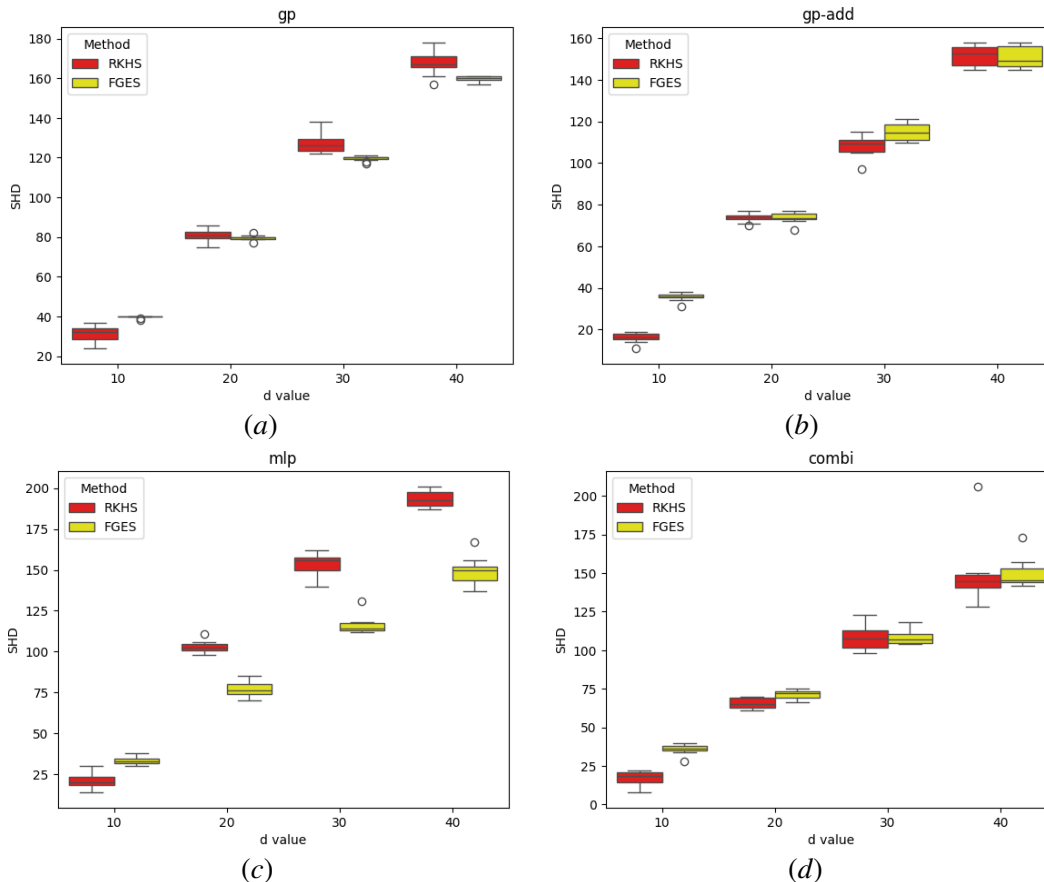 gp
Method
RKHS
FGES
SHD
180
160
140
120
100
80
60
40
20
10 20 30 40
d value
(a)
gp-add
Method
RKHS
FGES
SHD
160
140
120
100
80
60
40
20
10 20 30 40
d value
(b)
mlp
Method
RKHS
FGES
SHD
200
175
150
125
100
75
50
25
10 20 30 40
d value
(c)
combi
Method
RKHS
FGES
SHD
200
175
150
125
100
75
50
25
0
10 20 30 40
d value
(d)